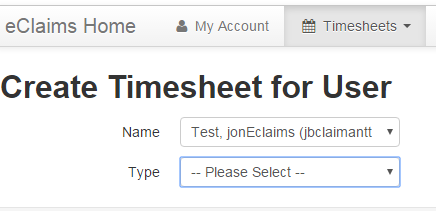 eClaims Home My Account Timesheets
Create Timesheet for User
Name Test, jonEclaims (jbclaimantt
Type -- Please Select --